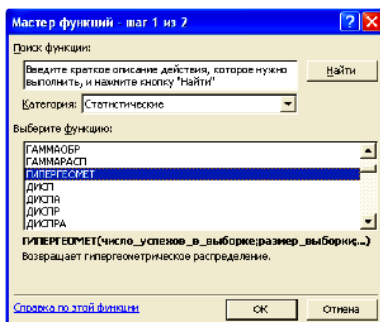 Мастер функций - шаг 1 из 2
Поиск функции:
Введите краткое описание действия, которое нужно выполнить, и нажмите кнопку "Найти"
Найти
Категория: Статистические
Выберите функцию:
ГАММАОБР
ГАММАРАСП
ГИПЕРГЕОМЕТ
ДИСП
ДИСПА
ДИСПР
ДИСПРА
ГИПЕРГЕОМЕТ(число_успехов_в_выборке;размер_выборки;...)
Возвращает гипергеометрическое распределение.
Справка по этой функции
ОК
Отмена